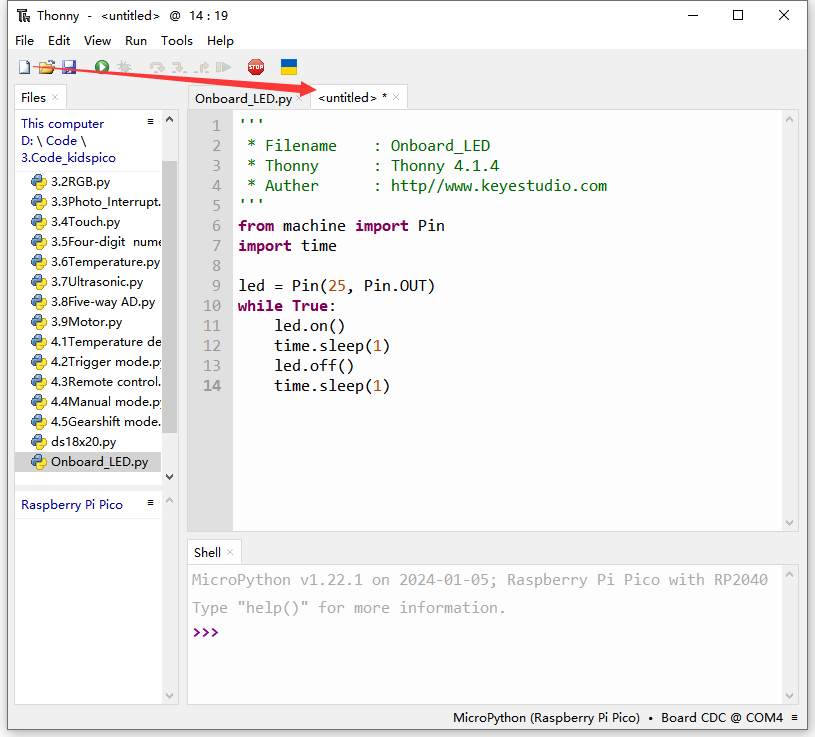 Thonny - <untitled> @ 14 : 19
File Edit View Run Tools Help
STOP
Files ×
This computer ≡
D: \ Code \
3.Code_kidspico
3.2RGB.py
3.3Photo_Interrupt.
3.4Touch.py
3.5Four-digit nume
3.6Temperature.py
3.7Ultrasonic.py
3.8Five-way AD.py
3.9Motor.py
4.1Temperature de
4.2Trigger mode.py
4.3Remote control.
4.4Manual mode.py
4.5Gearshift mode.
ds18x20.py
Onboard_LED.py
Raspberry Pi Pico ≡
Onboard_LED.py × <untitled> * ×
1 '''
2 * Filename : Onboard_LED
3 * Thonny : Thonny 4.1.4
4 * Auther : http//www.keyestudio.com
5 '''
6 from machine import Pin
7 import time
8
9 led = Pin(25, Pin.OUT)
10 while True:
11 led.on()
12 time.sleep(1)
13 led.off()
14 time.sleep(1)
Shell ×
MicroPython v1.22.1 on 2024-01-05; Raspberry Pi Pico with RP2040
Type "help()" for more information.
>>>
MicroPython (Raspberry Pi Pico) • Board CDC @ COM4 ≡